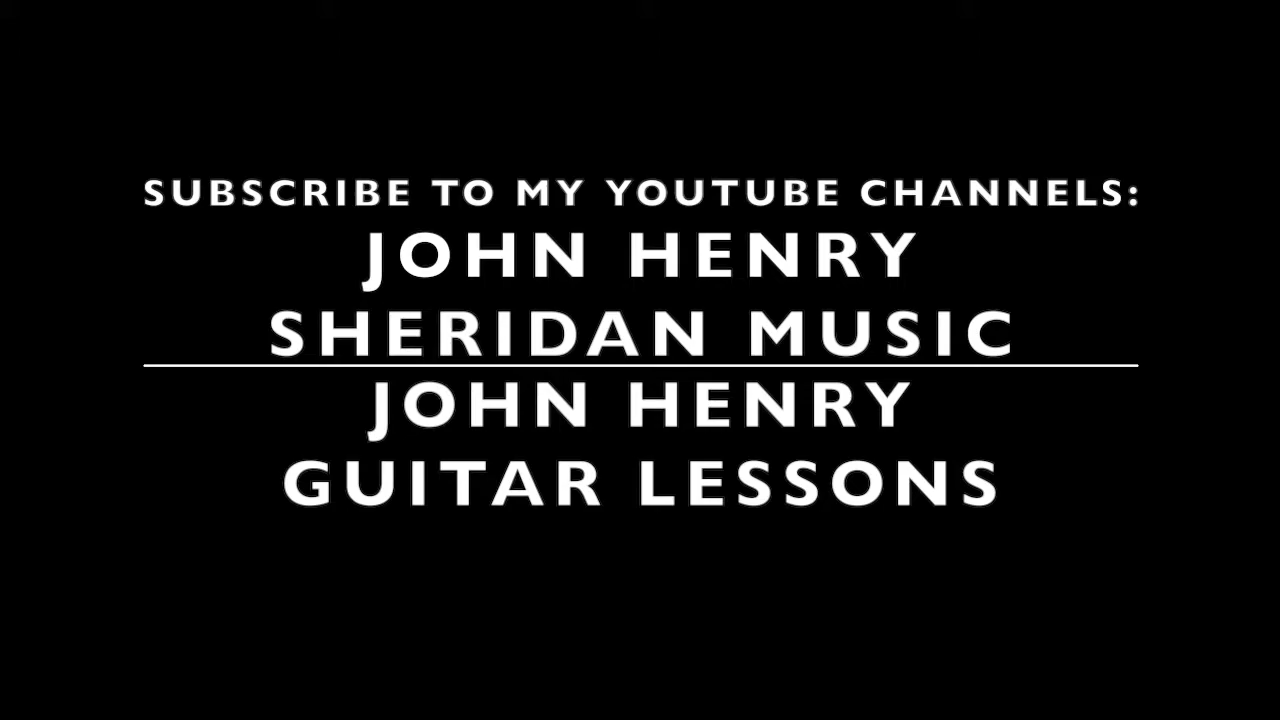 SUBSCRIBE TO MY YOUTUBE CHANNELS:
JOHN HENRY
SHERIDAN MUSIC
JOHN HENRY
GUITAR LESSONS